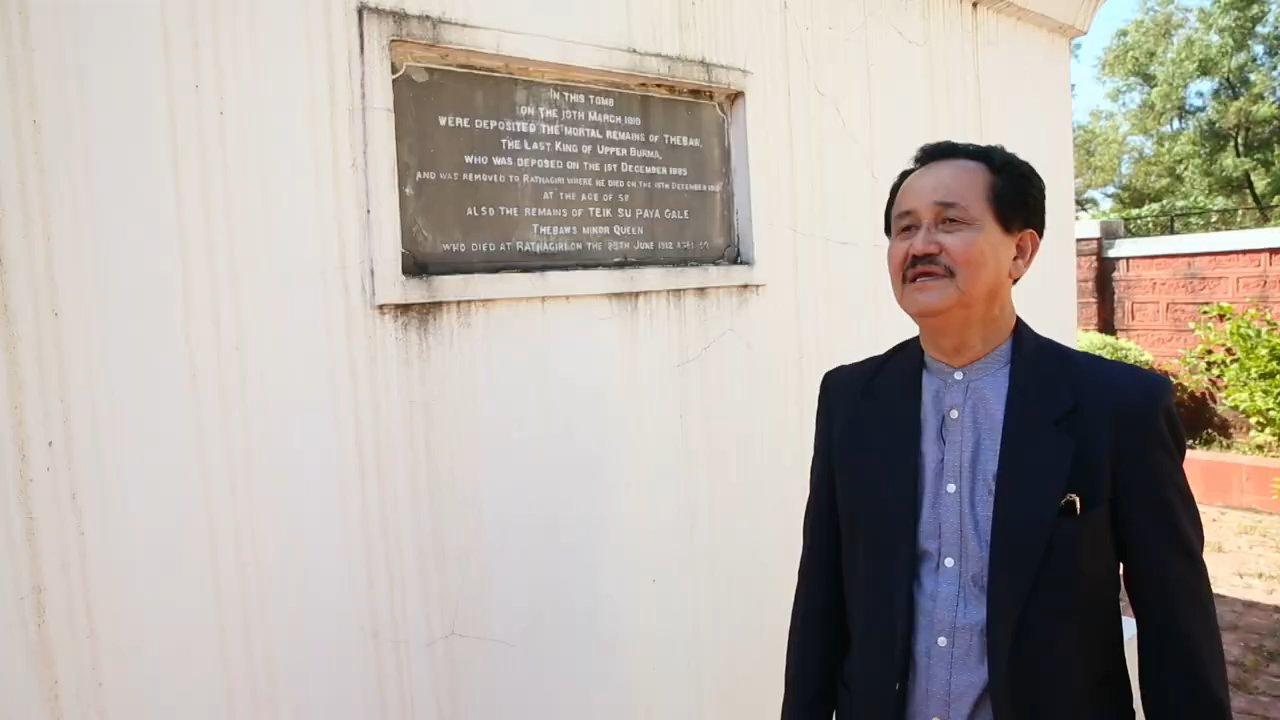 IN THIS TOMB
ON THE 19TH MARCH 1919
WERE DEPOSITED THE MORTAL REMAINS OF THEBAW,
THE LAST KING OF UPPER BURMA,
WHO WAS DEPOSED ON THE 1ST DECEMBER 1885
AND WAS REMOVED TO RATNAGIRI WHERE HE DIED ON THE 15TH DECEMBER
AT THE AGE OF 58
ALSO THE REMAINS OF TEIK SU PAYA GALE
THEBAWS MINOR QUEEN
WHO DIED AT RATNAGIRI ON THE 25TH JUNE 1912